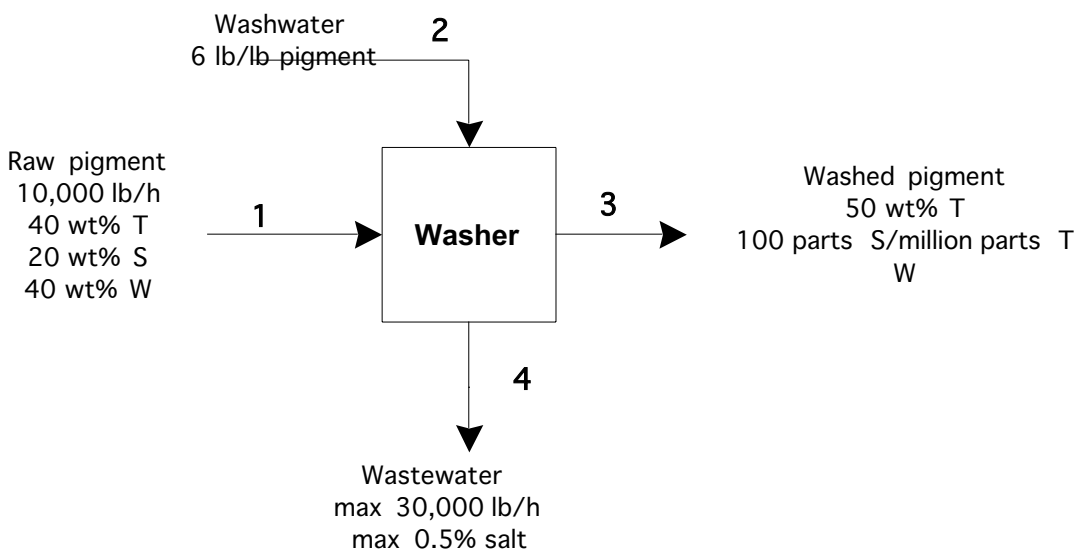 Washwater
6 lb/lb pigment
2
Raw pigment
10,000 lb/h
40 wt% T
20 wt% S
40 wt% W
1
Washer
3
Washed pigment
50 wt% T
100 parts S/million parts T
W
4
Wastewater
max 30,000 lb/h
max 0.5% salt